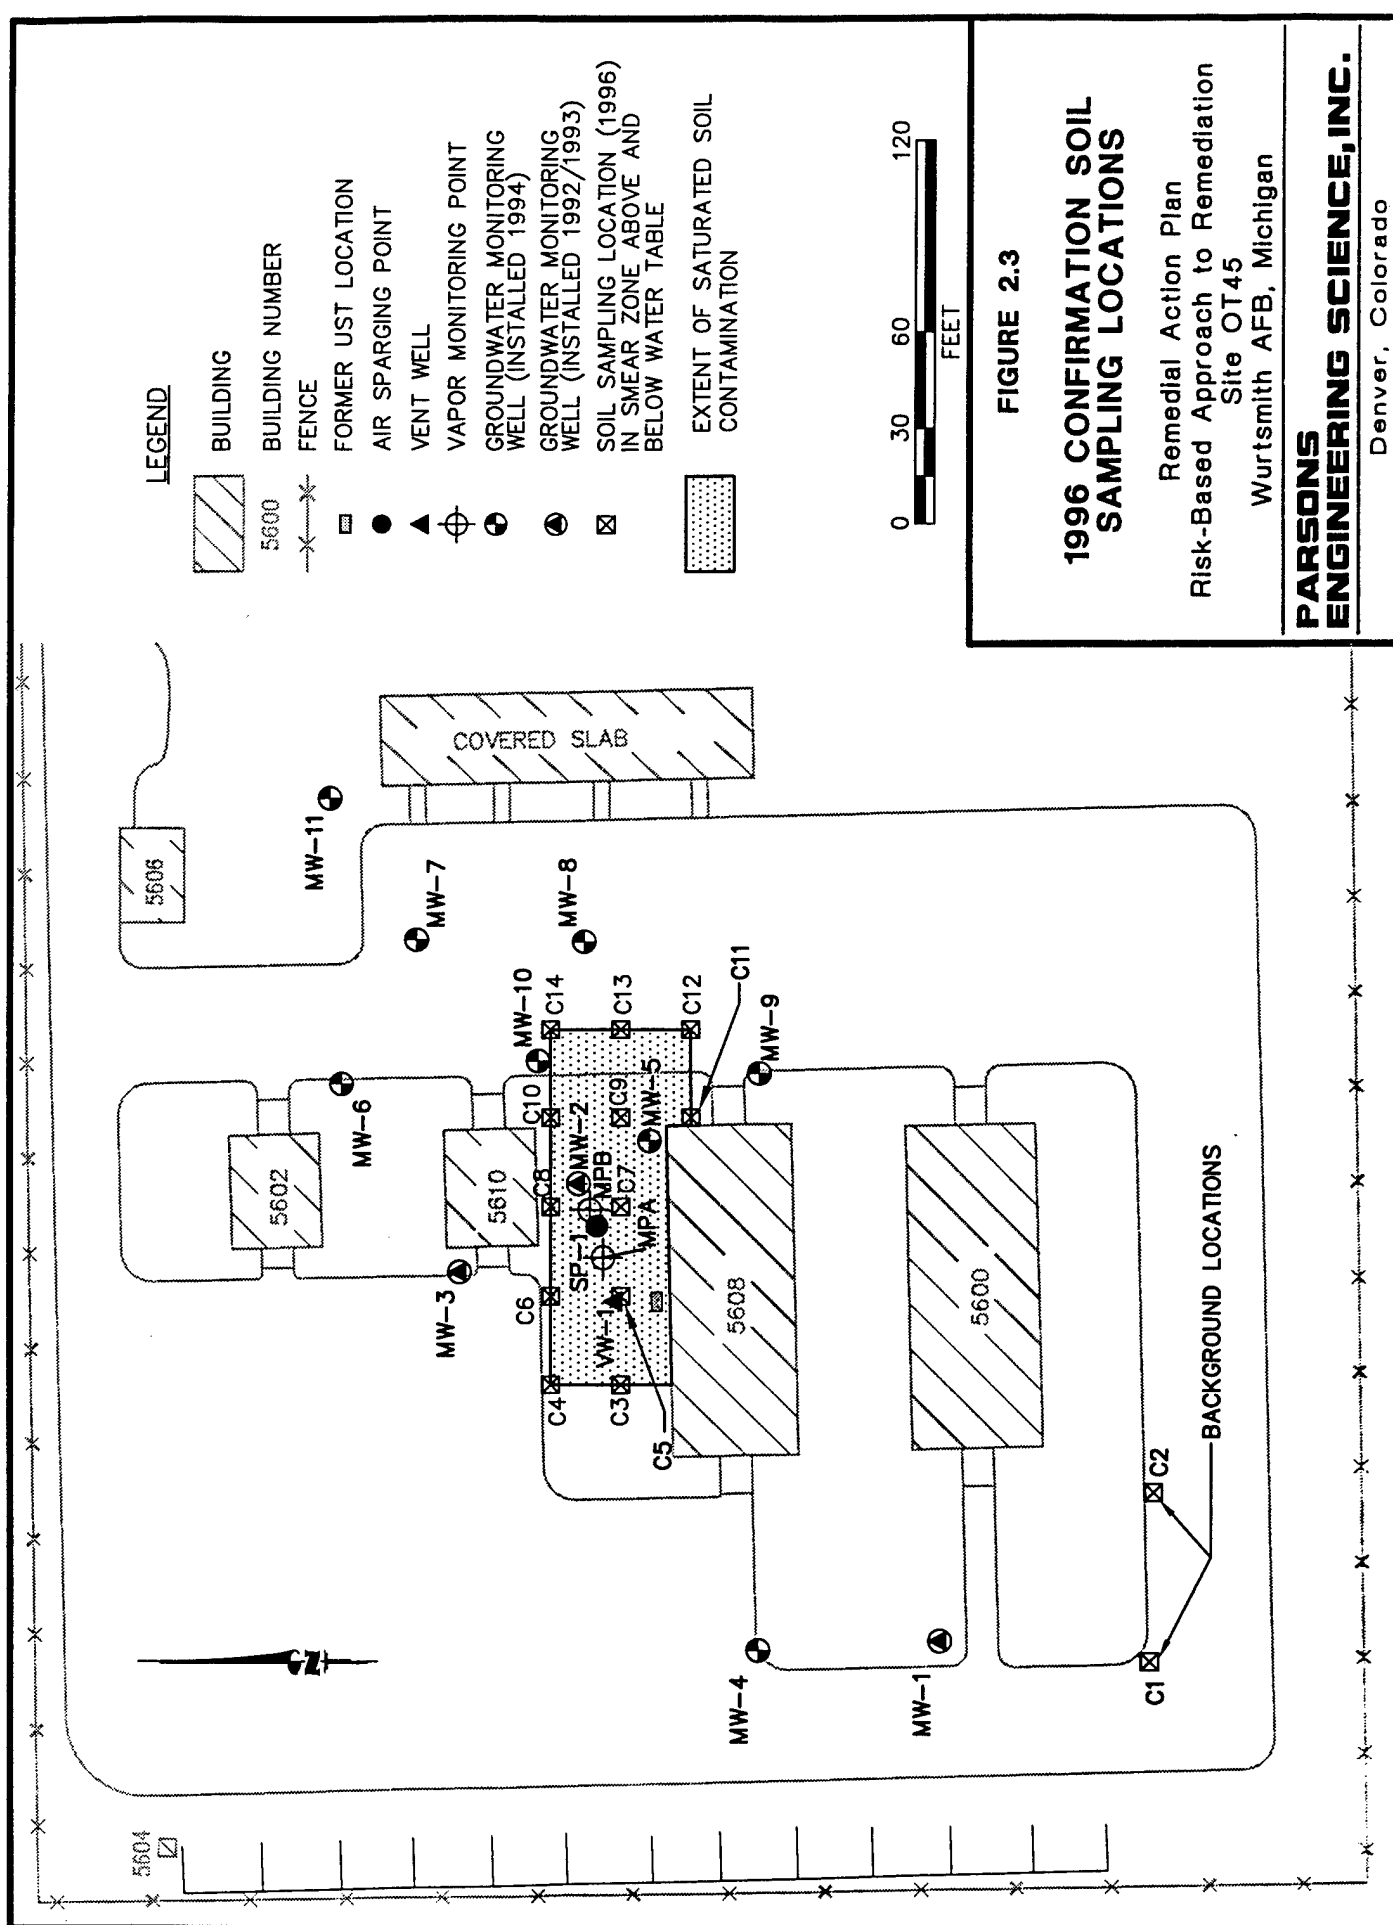 LEGEND
BUILDING
5600
BUILDING NUMBER
FENCE
FORMER UST LOCATION
AIR SPARGING POINT
VENT WELL
VAPOR MONITORING POINT
GROUNDWATER MONITORING
WELL (INSTALLED 1994)
GROUNDWATER MONITORING
WELL (INSTALLED 1992/1993)
SOIL SAMPLING LOCATION (1996)
IN SMEAR ZONE ABOVE AND
BELOW WATER TABLE
EXTENT OF SATURATED SOIL
CONTAMINATION
0 30 60 120
FEET
FIGURE 2.3
1996 CONFIRMATION SOIL
SAMPLING LOCATIONS
Remedial Action Plan
Risk-Based Approach to Remediation
Site OT45
Wurtsmith AFB, Michigan
PARSONS
ENGINEERING SCIENCE, INC.
Denver, Colorado
5604
N
5606
MW-11
COVERED SLAB
MW-7
MW-8
5602
MW-6
5610
MW-3
MW-10
C14
C13
C12
C11
C10
C9
MW-5
MW-9
C8
MW-2
MPB
C7
SP-1
MPA
C6
VW-1
C4
C3
C5
5608
5600
MW-4
MW-1
C1
C2
BACKGROUND LOCATIONS